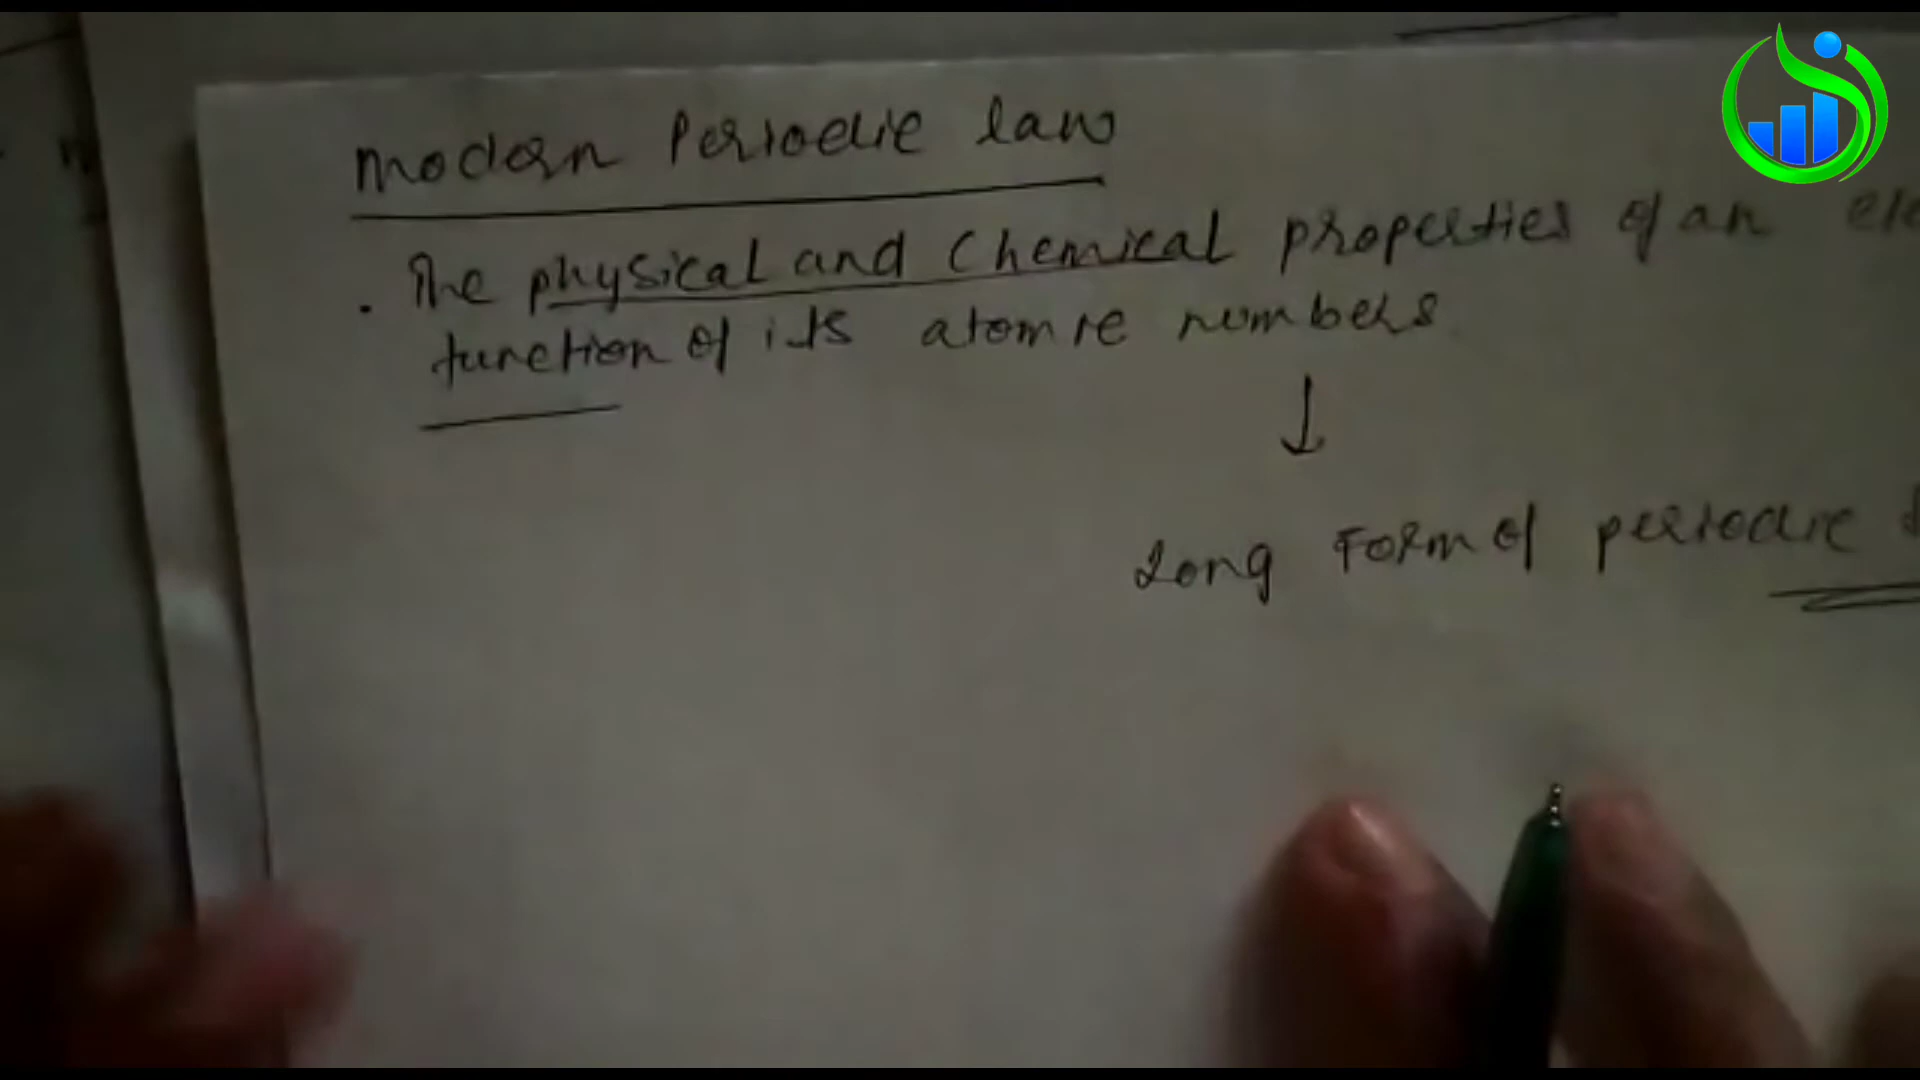 Modern Periodic law
. The physical and Chemical properties of an ele
function of its atomic numbers
↓
Long Form of periodic